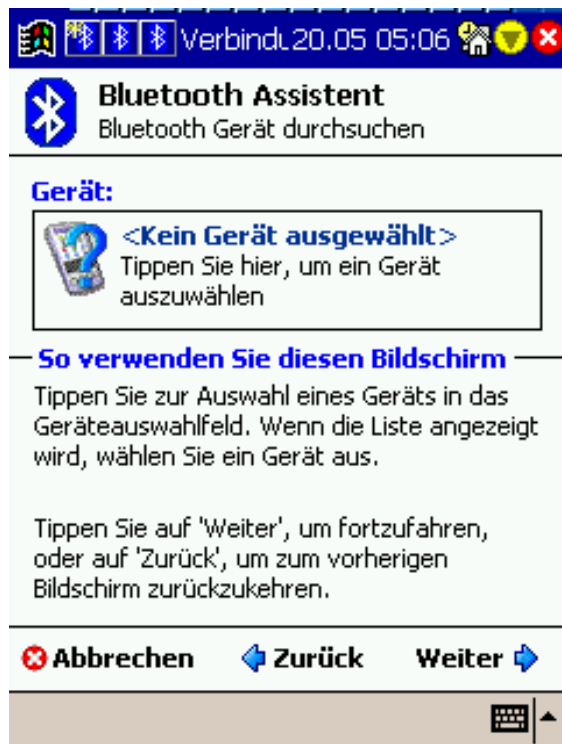 Verbindu 20.05 05:06
Bluetooth Assistent
Bluetooth Gerät durchsuchen
Gerät:
<Kein Gerät ausgewählt>
Tippen Sie hier, um ein Gerät
auszuwählen
So verwenden Sie diesen Bildschirm
Tippen Sie zur Auswahl eines Geräts in das
Geräteauswahlfeld. Wenn die Liste angezeigt
wird, wählen Sie ein Gerät aus.
Tippen Sie auf 'Weiter', um fortzufahren,
oder auf 'Zurück', um zum vorherigen
Bildschirm zurückzukehren.
Abbrechen Zurück Weiter